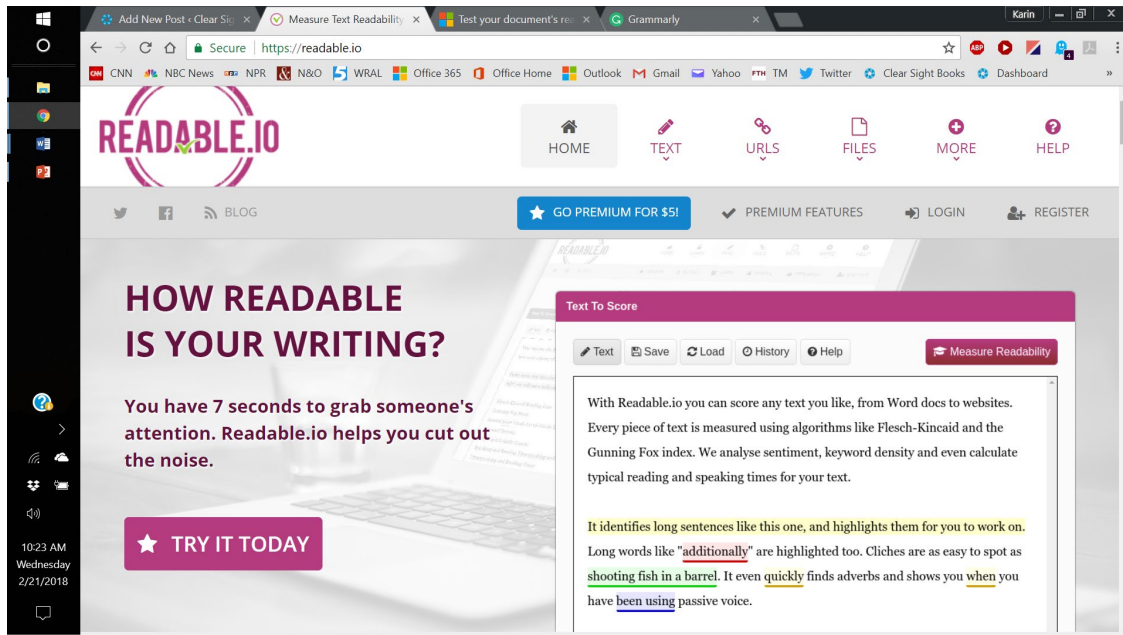 Add New Post ‹ Clear Sig
Measure Text Readability
Test your document's rea
Grammarly
Karin
Secure
https://readable.io
ABP
4
CNN
NBC News
NPR
N&O
WRAL
Office 365
Office Home
Outlook
Gmail
Yahoo
FTH TM
Twitter
Clear Sight Books
Dashboard
»
READABLE.IO
HOME
TEXT
URLS
FILES
MORE
HELP
BLOG
GO PREMIUM FOR $5!
PREMIUM FEATURES
LOGIN
REGISTER
HOW READABLE
IS YOUR WRITING?
You have 7 seconds to grab someone's
attention. Readable.io helps you cut out
the noise.
TRY IT TODAY
READABLE.IO
Text To Score
Text
Save
Load
History
Help
Measure Readability
With Readable.io you can score any text you like, from Word docs to websites.
Every piece of text is measured using algorithms like Flesch-Kincaid and the
Gunning Fox index. We analyse sentiment, keyword density and even calculate
typical reading and speaking times for your text.
It identifies long sentences like this one, and highlights them for you to work on.
Long words like "additionally" are highlighted too. Cliches are as easy to spot as
shooting fish in a barrel. It even quickly finds adverbs and shows you when you
have been using passive voice.
10:23 AM
Wednesday
2/21/2018